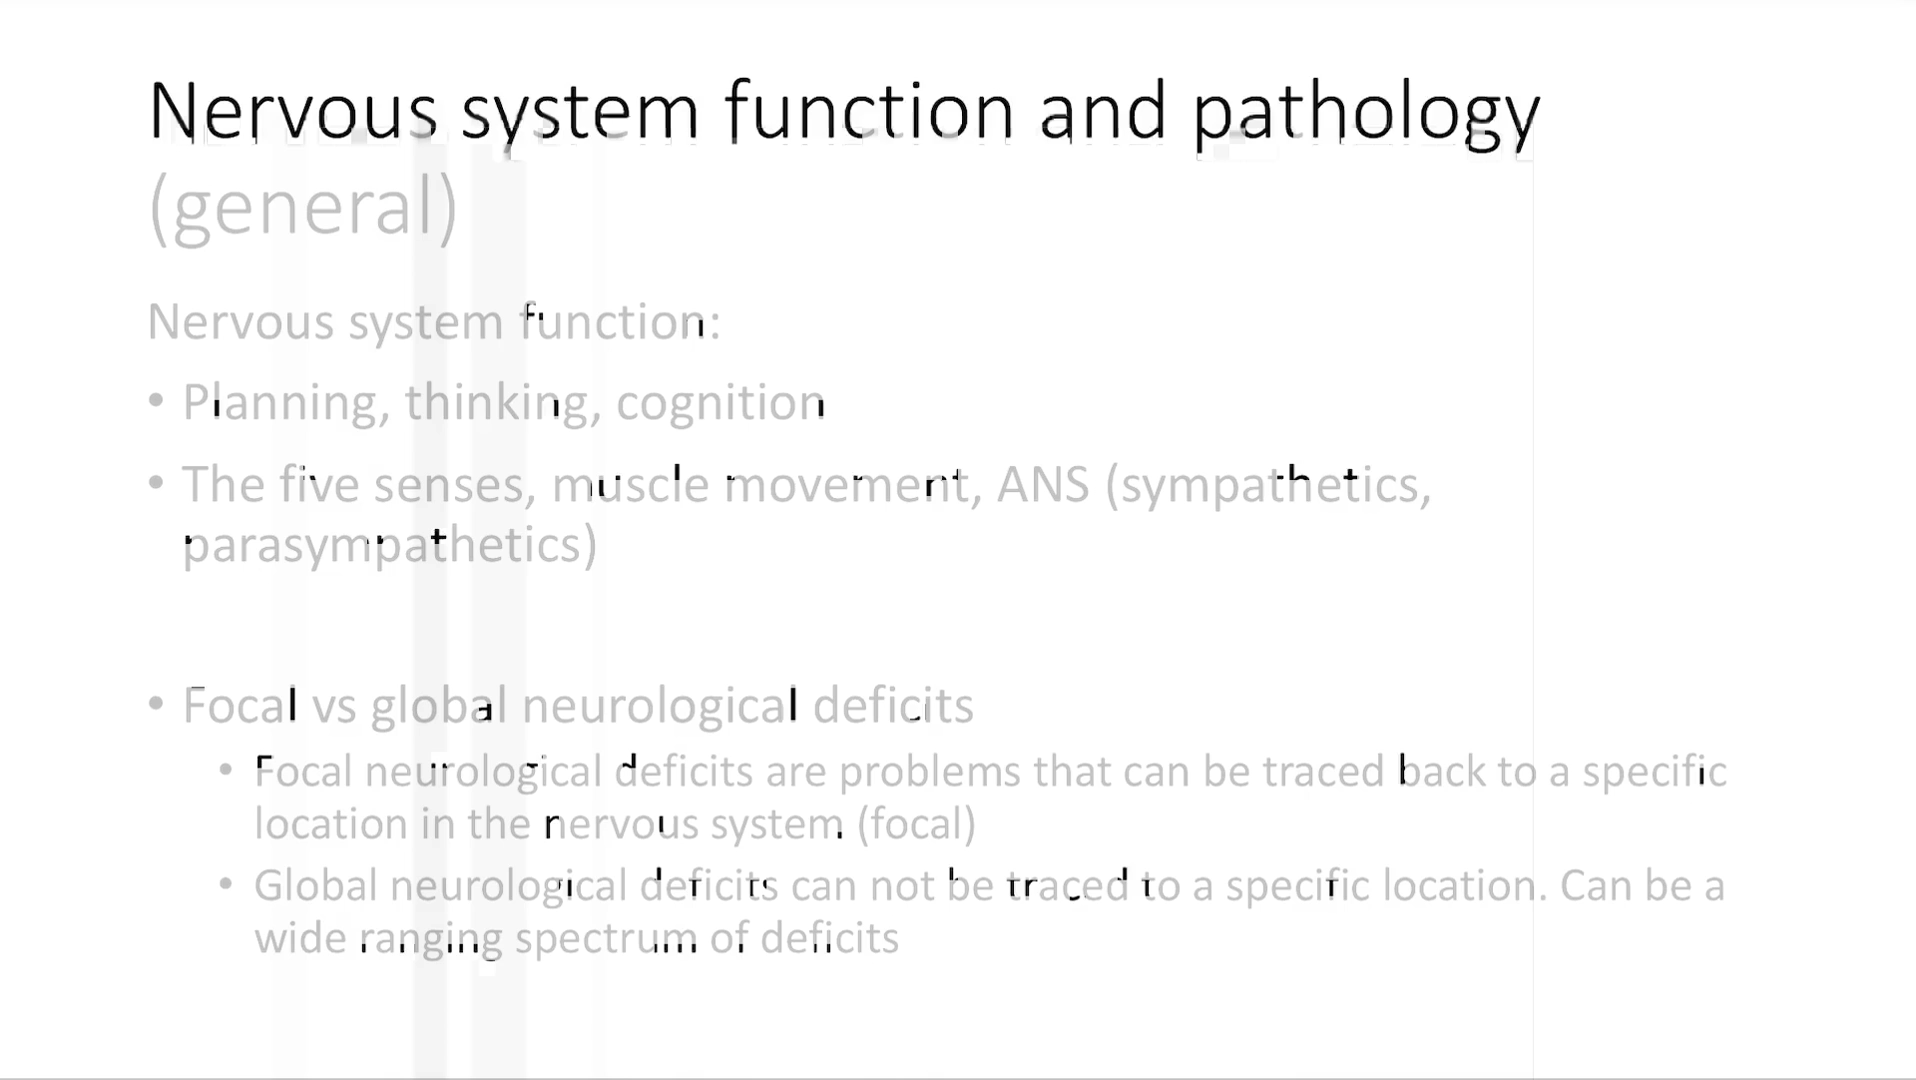 Nervous system function and pathology
(general)
Nervous system function:
• Planning, thinking, cognition
• The five senses, muscle movement, ANS (sympathetics,
parasympathetics)
• Focal vs global neurological deficits
• Focal neurological deficits are problems that can be traced back to a specific
location in the nervous system (focal)
• Global neurological deficits can not be traced to a specific location. Can be a
wide ranging spectrum of deficits